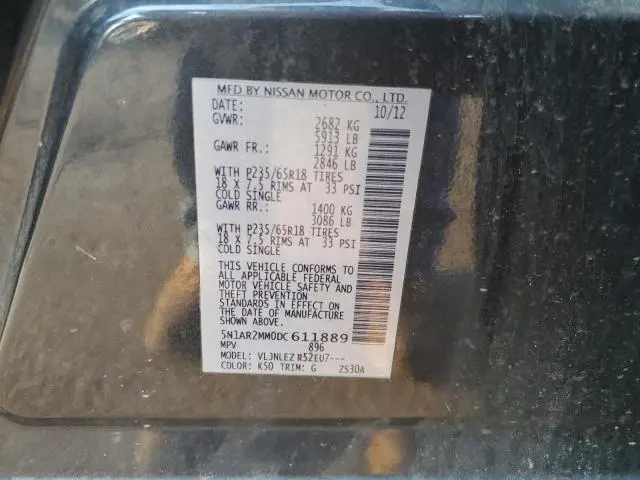 MFD BY NISSAN MOTOR CO., LTD.
DATE: 10/12
GVWR: 2682 KG
5913 LB
GAWR FR.: 1291 KG
2846 LB
WITH P235/65R18 TIRES
18 X 7.5 RIMS AT 33 PSI
COLD SINGLE
GAWR RR.: 1400 KG
3086 LB
WITH P235/65R18 TIRES
18 X 7.5 RIMS AT 33 PSI
COLD SINGLE
THIS VEHICLE CONFORMS TO
ALL APPLICABLE FEDERAL
MOTOR VEHICLE SAFETY AND
THEFT PREVENTION
STANDARDS IN EFFECT ON
THE DATE OF MANUFACTURE
SHOWN ABOVE.
5N1AR2MM0DC611889
MPV 896
MODEL: VLJNLEZ R52EU7---
COLOR: K50 TRIM: G ZS30A